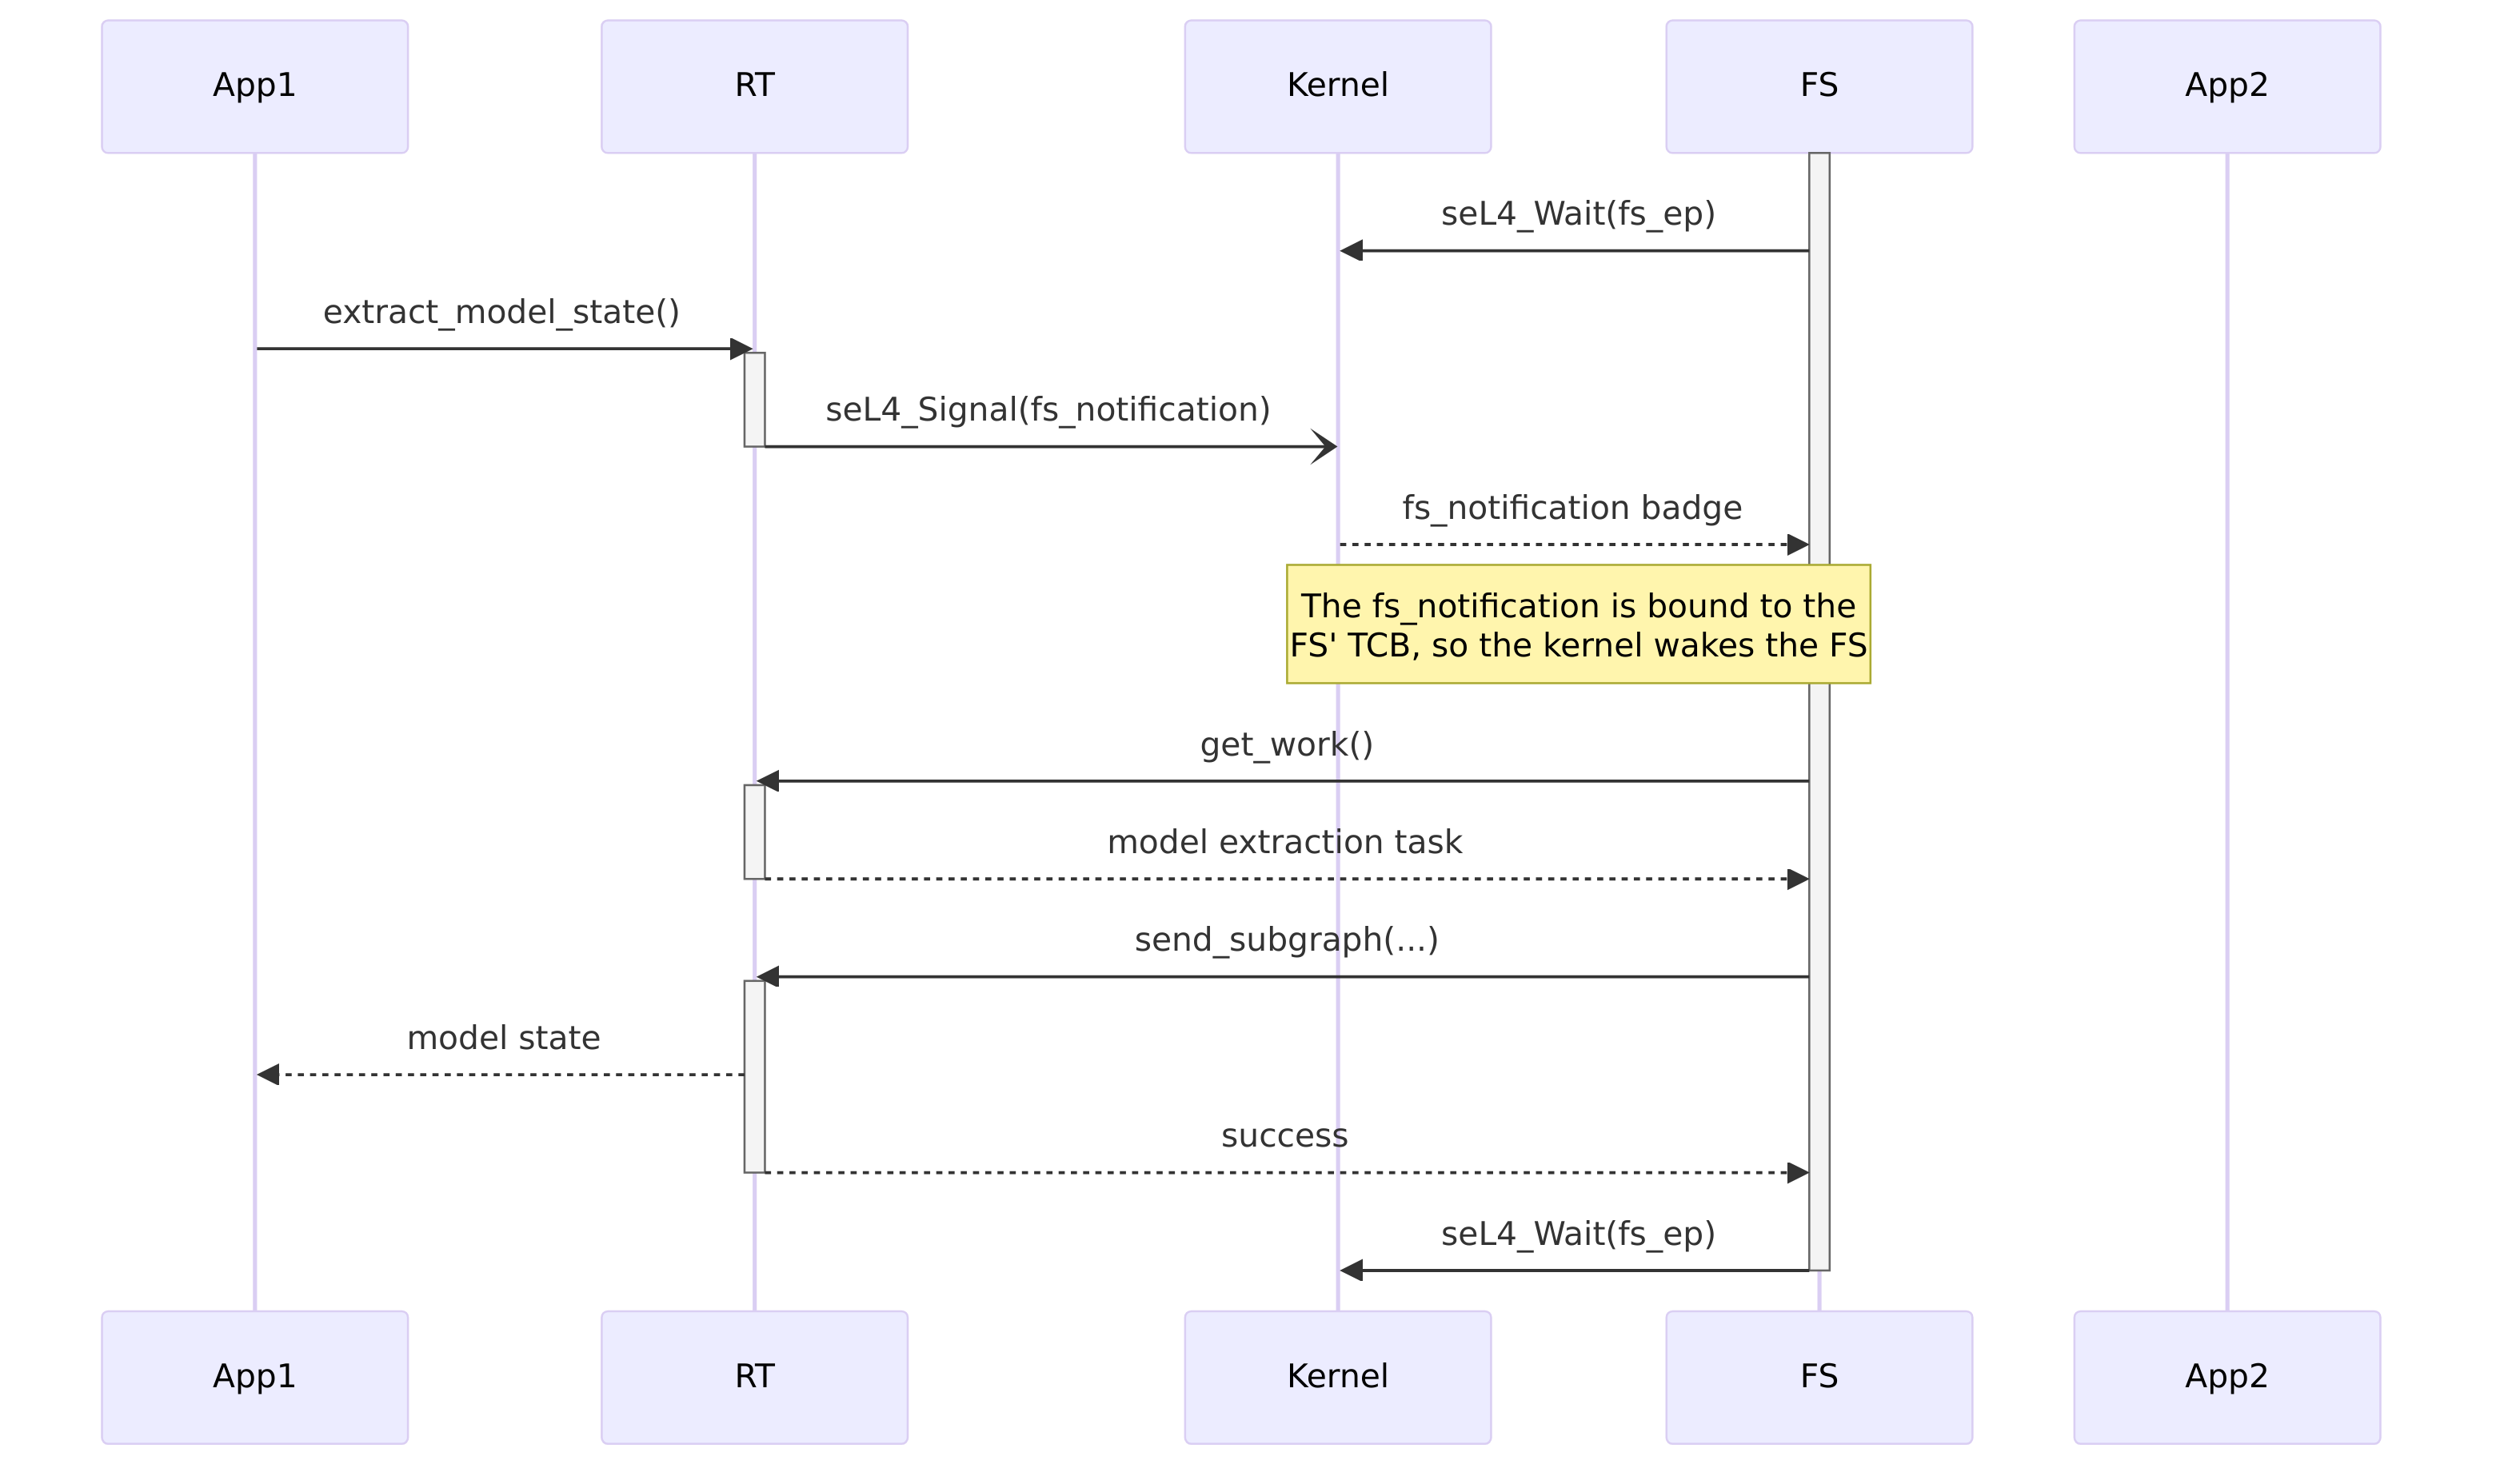 App1
RT
Kernel
FS
App2
seL4_Wait(fs_ep)
extract_model_state()
seL4_Signal(fs_notification)
fs_notification badge
The fs_notification is bound to the
FS' TCB, so the kernel wakes the FS
get_work()
model extraction task
send_subgraph(...)
model state
success
seL4_Wait(fs_ep)
App1
RT
Kernel
FS
App2